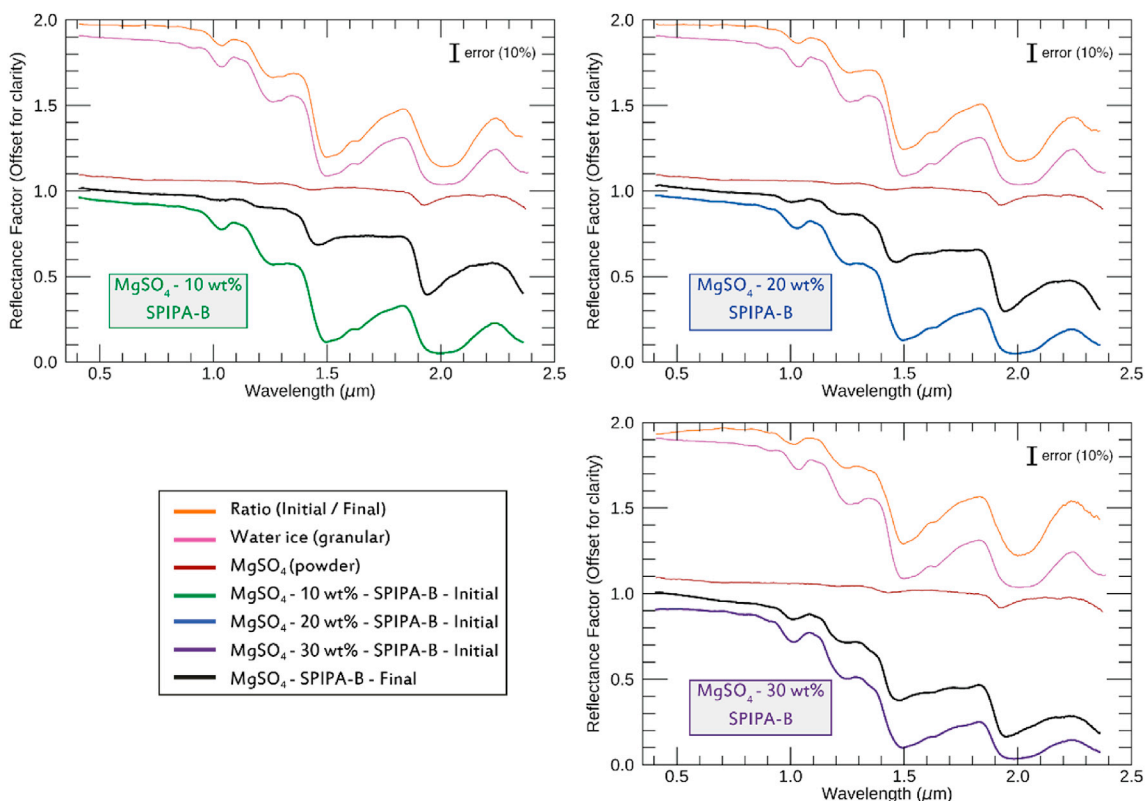 2.0
1.5
1.0
0.5
0.0
Reflectance Factor (Offset for clarity)
error (10%)
MgSO₄ - 10 wt%
SPIPA-B
0.5 1.0 1.5 2.0 2.5
Wavelength (μm)
2.0
1.5
1.0
0.5
0.0
Reflectance Factor (Offset for clarity)
error (10%)
MgSO₄ - 20 wt%
SPIPA-B
0.5 1.0 1.5 2.0 2.5
Wavelength (μm)
Ratio (Initial / Final)
Water ice (granular)
MgSO₄ (powder)
MgSO₄ - 10 wt% - SPIPA-B - Initial
MgSO₄ - 20 wt% - SPIPA-B - Initial
MgSO₄ - 30 wt% - SPIPA-B - Initial
MgSO₄ - SPIPA-B - Final
2.0
1.5
1.0
0.5
0.0
Reflectance Factor (Offset for clarity)
error (10%)
MgSO₄ - 30 wt%
SPIPA-B
0.5 1.0 1.5 2.0 2.5
Wavelength (μm)